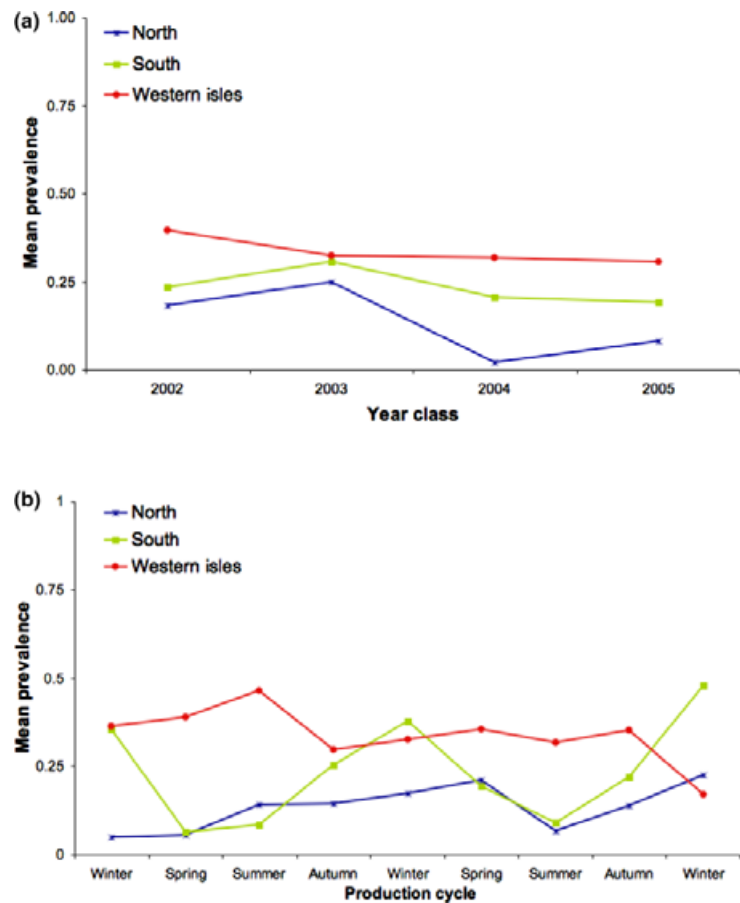 (a)
1.00
North
South
Western isles
0.75
0.50
0.25
0.00
Mean prevalence
2002 2003 2004 2005
Year class
(b)
1
North
South
Western isles
0.75
0.5
0.25
0
Mean prevalence
Winter Spring Summer Autumn Winter Spring Summer Autumn Winter
Production cycle